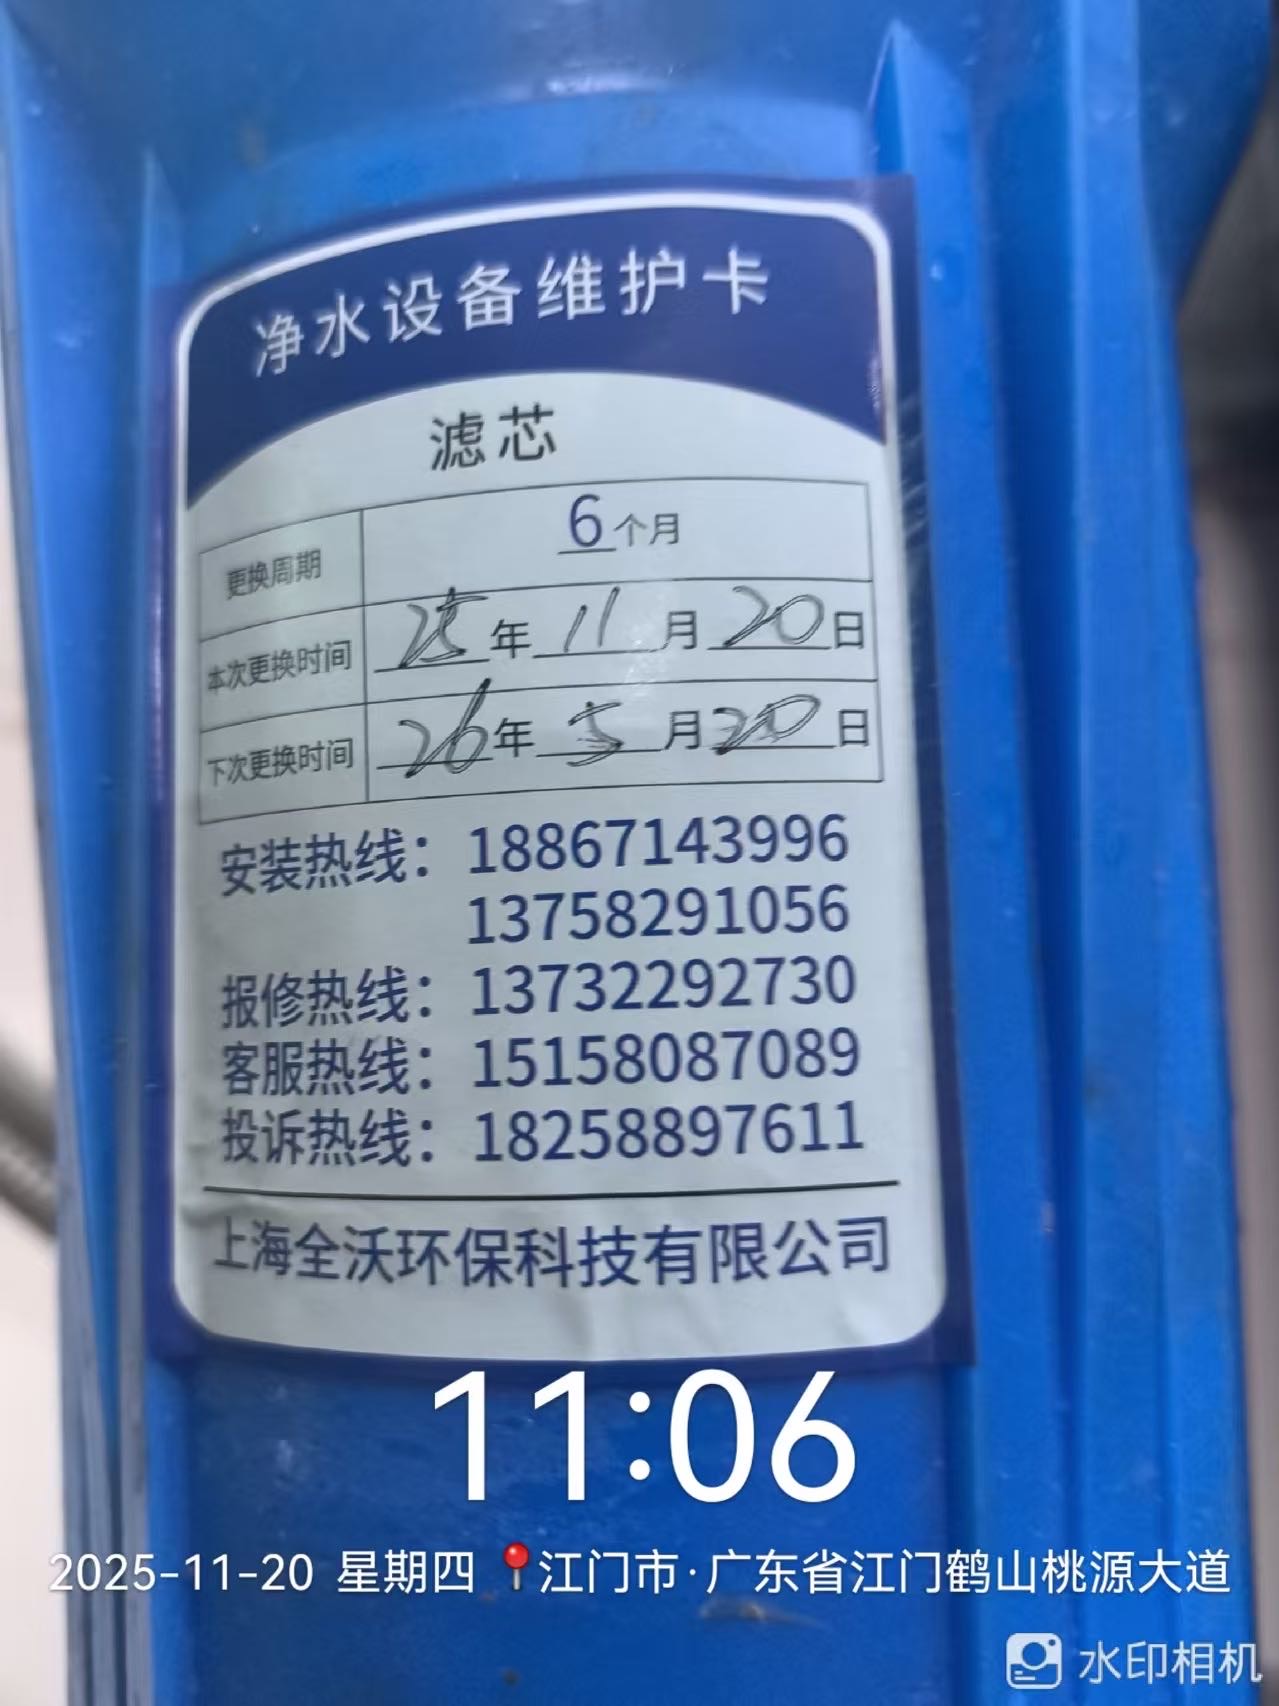 净水设备维护卡
滤芯
更换周期 6个月
本次更换时间 25年11月20日
下次更换时间 26年5月20日
安装热线：18867143996
13758291056
报修热线：13732292730
客服热线：15158087089
投诉热线：18258897611
上海全沃环保科技有限公司
11:06
2025-11-20 星期四 江门市·广东省江门鹤山桃源大道
水印相机